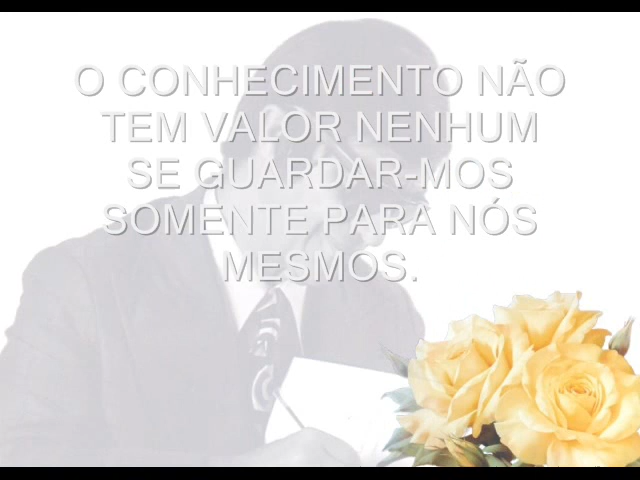 O CONHECIMENTO NÃO
TEM VALOR NENHUM
SE GUARDAR-MOS
SOMENTE PARA NÓS
MESMOS.